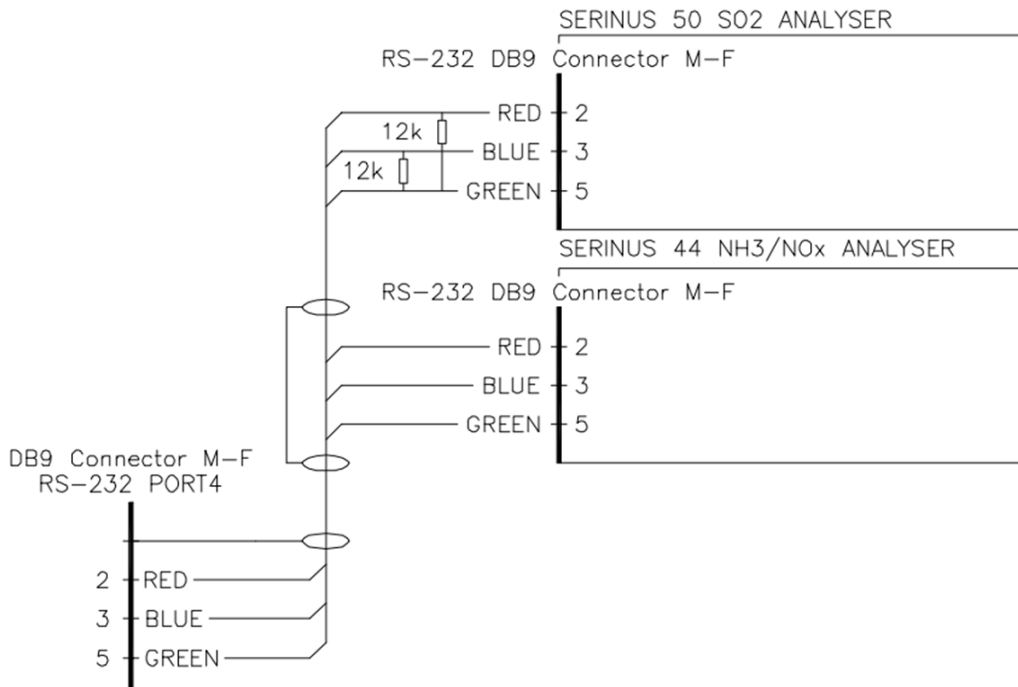 SERINUS 50 SO2 ANALYSER
RS-232 DB9 Connector M-F
RED 2
12k
BLUE 3
12k
GREEN 5
SERINUS 44 NH3/NOx ANALYSER
RS-232 DB9 Connector M-F
RED 2
BLUE 3
GREEN 5
DB9 Connector M-F
RS-232 PORT4
2 RED
3 BLUE
5 GREEN